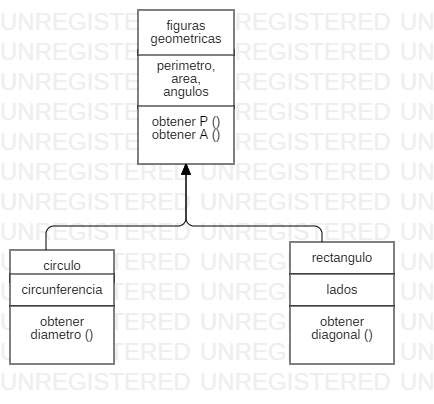 figuras
geometricas
perimetro,
area,
angulos
obtener P ()
obtener A ()
circulo
circunferencia
obtener
diametro ()
rectangulo
lados
obtener
diagonal ()
UNREGISTERED